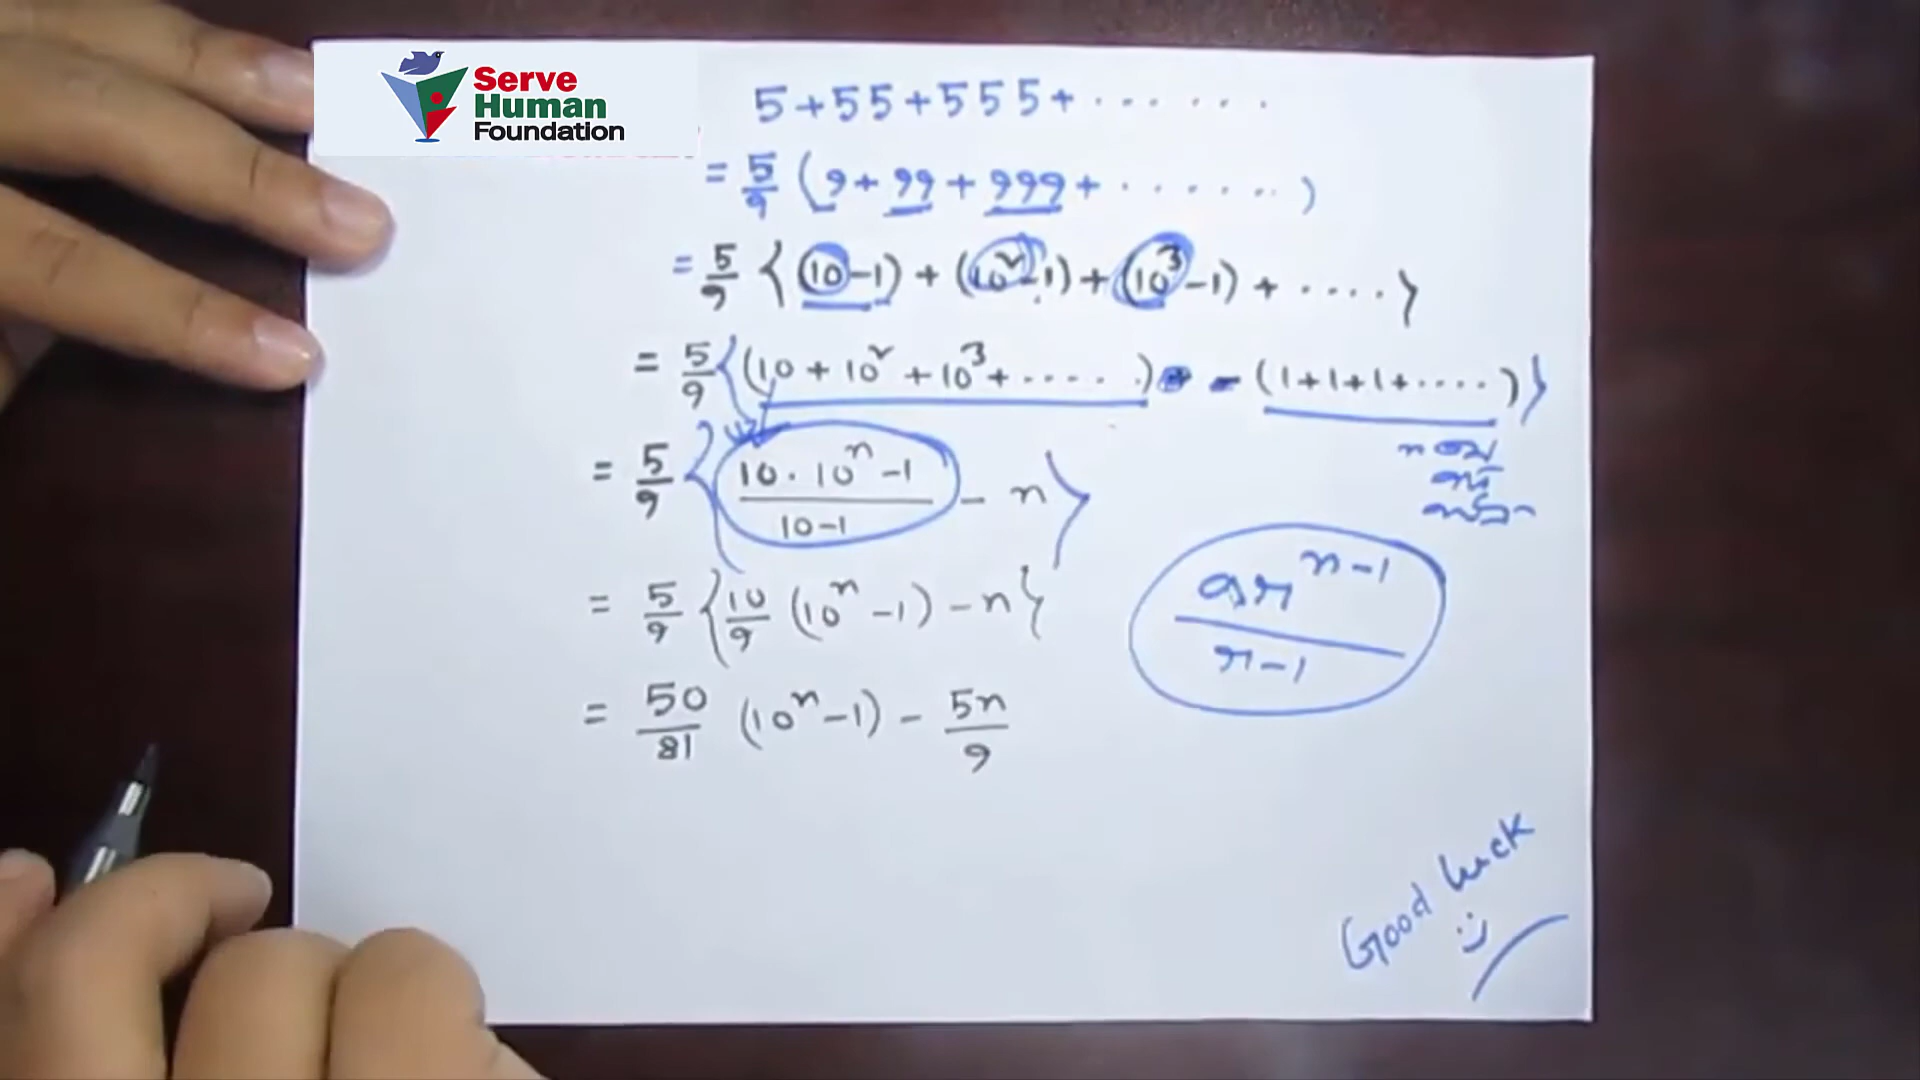 Serve
Human
Foundation
5+55+555+......
= 5/9 (9+99+999+......)
= 5/9 {(10-1)+(10²-1)+(10³-1)+....}
= 5/9 {(10+10²+10³+.....) - (1+1+1+....)}
n
= 5/9 {10·10ⁿ-1/10-1 - n}
= 5/9 {10/9 (10ⁿ-1)-n}
arⁿ⁻¹/r-1
= 50/81 (10ⁿ-1) - 5n/9
Good luck